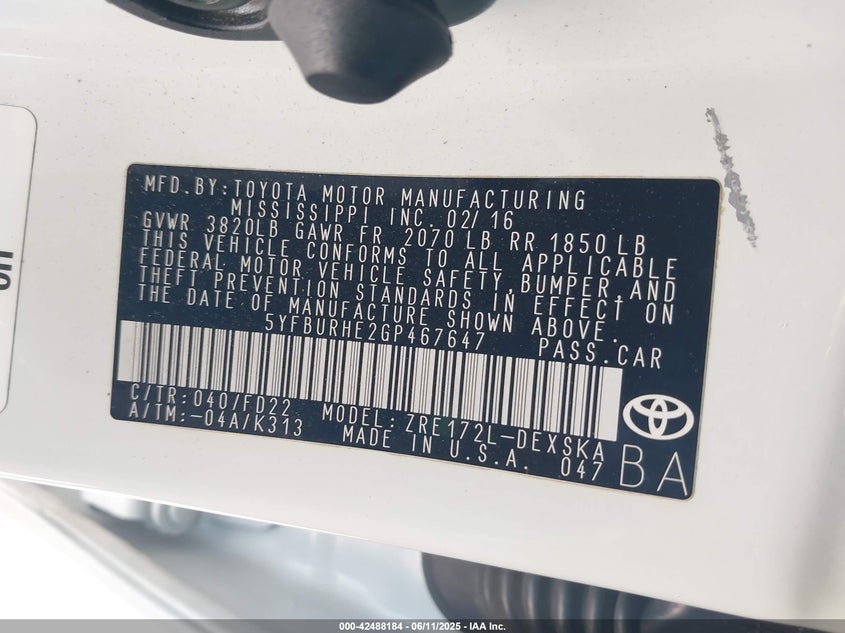 MFD.BY:TOYOTA MOTOR MANUFACTURING
MISSISSIPPI INC. 02/16
GVWR 3820LB GAWR FR 2070 LB RR 1850 LB
THIS VEHICLE CONFORMS TO ALL APPLICABLE
FEDERAL MOTOR VEHICLE SAFETY, BUMPER, AND
THEFT PREVENTION STANDARDS IN EFFECT ON
THE DATE OF MANUFACTURE SHOWN ABOVE.
5YFBURHE2GP467647 PASS.CAR
C/TR:040/FD22 MODEL:ZRE172L-DEXSKA
A/TM:-04A/K313 MADE IN U.S.A. 047
BA
000-42488184 - 06/11/2025 - IAA Inc.